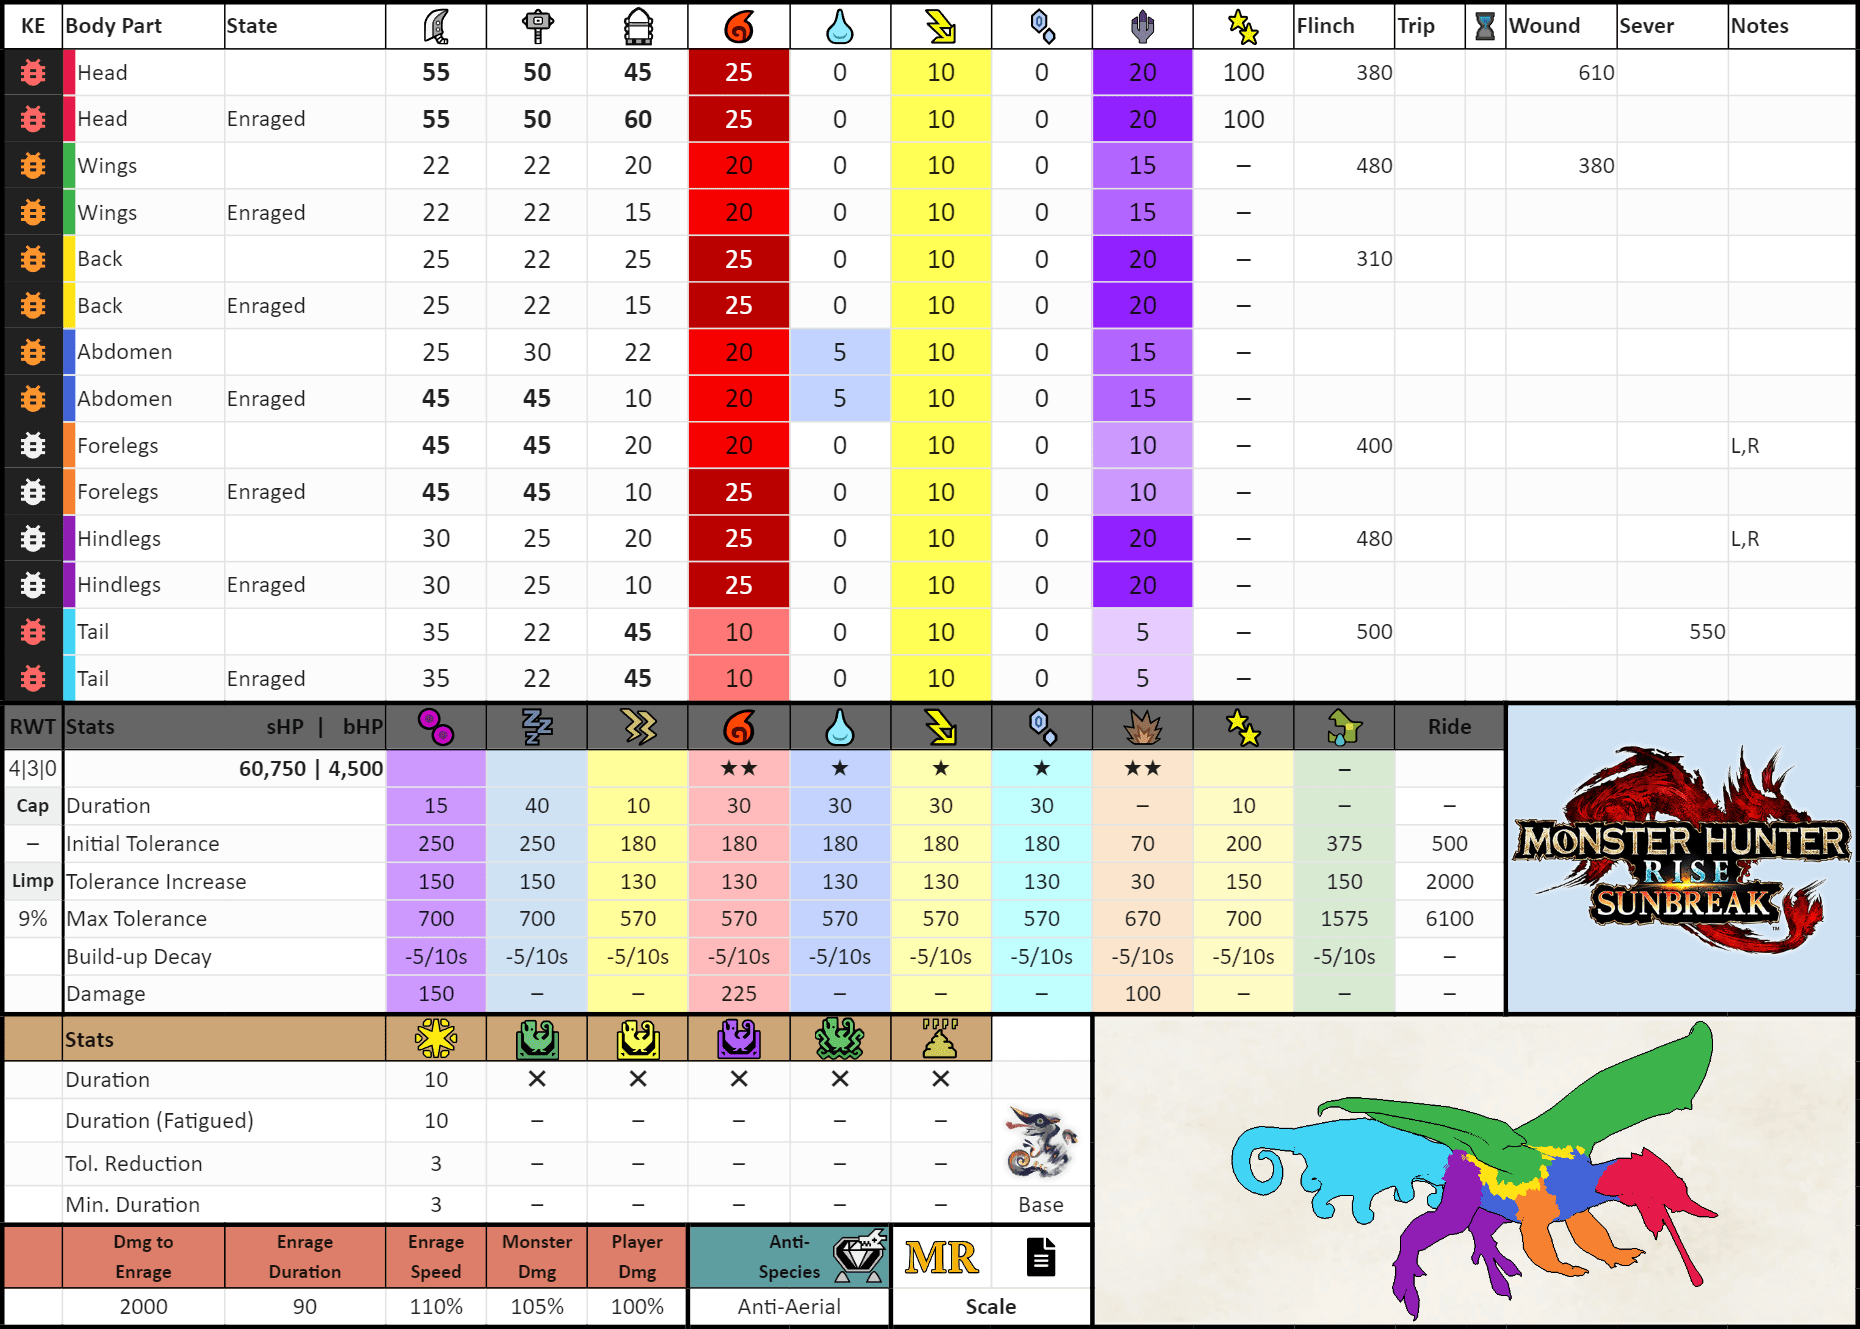 KE Body Part State Flinch Trip Wound Sever Notes
Head 55 50 45 25 0 10 0 20 100 380 610
Head Enraged 55 50 60 25 0 10 0 20 100
Wings 22 22 20 20 0 10 0 15 – 480 380
Wings Enraged 22 22 15 20 0 10 0 15 –
Back 25 22 25 25 0 10 0 20 – 310
Back Enraged 25 22 15 25 0 10 0 20 –
Abdomen 25 30 22 20 5 10 0 15 –
Abdomen Enraged 45 45 10 20 5 10 0 15 –
Forelegs 45 45 20 20 0 10 0 10 – 400 L,R
Forelegs Enraged 45 45 10 25 0 10 0 10 –
Hindlegs 30 25 20 25 0 10 0 20 – 480 L,R
Hindlegs Enraged 30 25 10 25 0 10 0 20 –
Tail 35 22 45 10 0 10 0 5 – 500 550
Tail Enraged 35 22 45 10 0 10 0 5 –
RWT Stats sHP | bHP Ride
4|3|0 60,750 | 4,500 ★★ ★ ★ ★ ★★ –
Cap Duration 15 40 10 30 30 30 30 – 10 – –
– Initial Tolerance 250 250 180 180 180 180 180 70 200 375 500
Limp Tolerance Increase 150 150 130 130 130 130 130 30 150 150 2000
9% Max Tolerance 700 700 570 570 570 570 570 670 700 1575 6100
Build-up Decay -5/10s -5/10s -5/10s -5/10s -5/10s -5/10s -5/10s -5/10s -5/10s -5/10s –
Damage 150 – – 225 – – – 100 – – –
MONSTER HUNTER
RISE
SUNBREAK
™
Stats
Duration 10 ✕ ✕ ✕ ✕ ✕
Duration (Fatigued) 10 – – – – –
Tol. Reduction 3 – – – – –
Min. Duration 3 – – – – – Base
Dmg to Enrage Enrage Monster Player Anti-
Enrage Duration Speed Dmg Dmg Species MR
2000 90 110% 105% 100% Anti-Aerial Scale